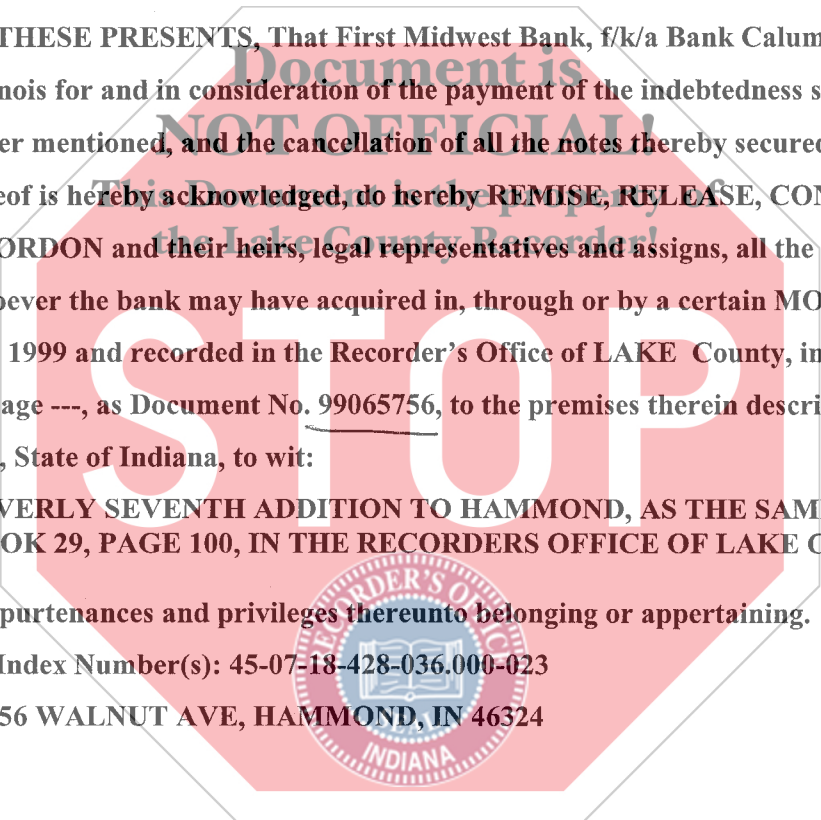 THESE PRESENTS, That First Midwest Bank, f/k/a Bank Calum
Document is
nois for and in consideration of the payment of the indebtedness s
NOT OFFICIAL!
er mentioned, and the cancellation of all the notes thereby secured
This Document is the property of
eof is hereby acknowledged, do hereby REMISE, RELEASE, CON
the Lake County Recorder!
ORDON and their heirs, legal representatives and assigns, all the
oever the bank may have acquired in, through or by a certain MO
STOP
1999 and recorded in the Recorder's Office of LAKE County, in
age ---, as Document No. 99065756, to the premises therein descri
, State of Indiana, to wit:
VERLY SEVENTH ADDITION TO HAMMOND, AS THE SAM
OK 29, PAGE 100, IN THE RECORDERS OFFICE OF LAKE C
RECORDER'S OFFICE
purtenances and privileges thereunto belonging or appertaining.
Index Number(s): 45-07-18-428-036.000-023
56 WALNUT AVE, HAMMOND, IN 46324
SEAL
INDIANA